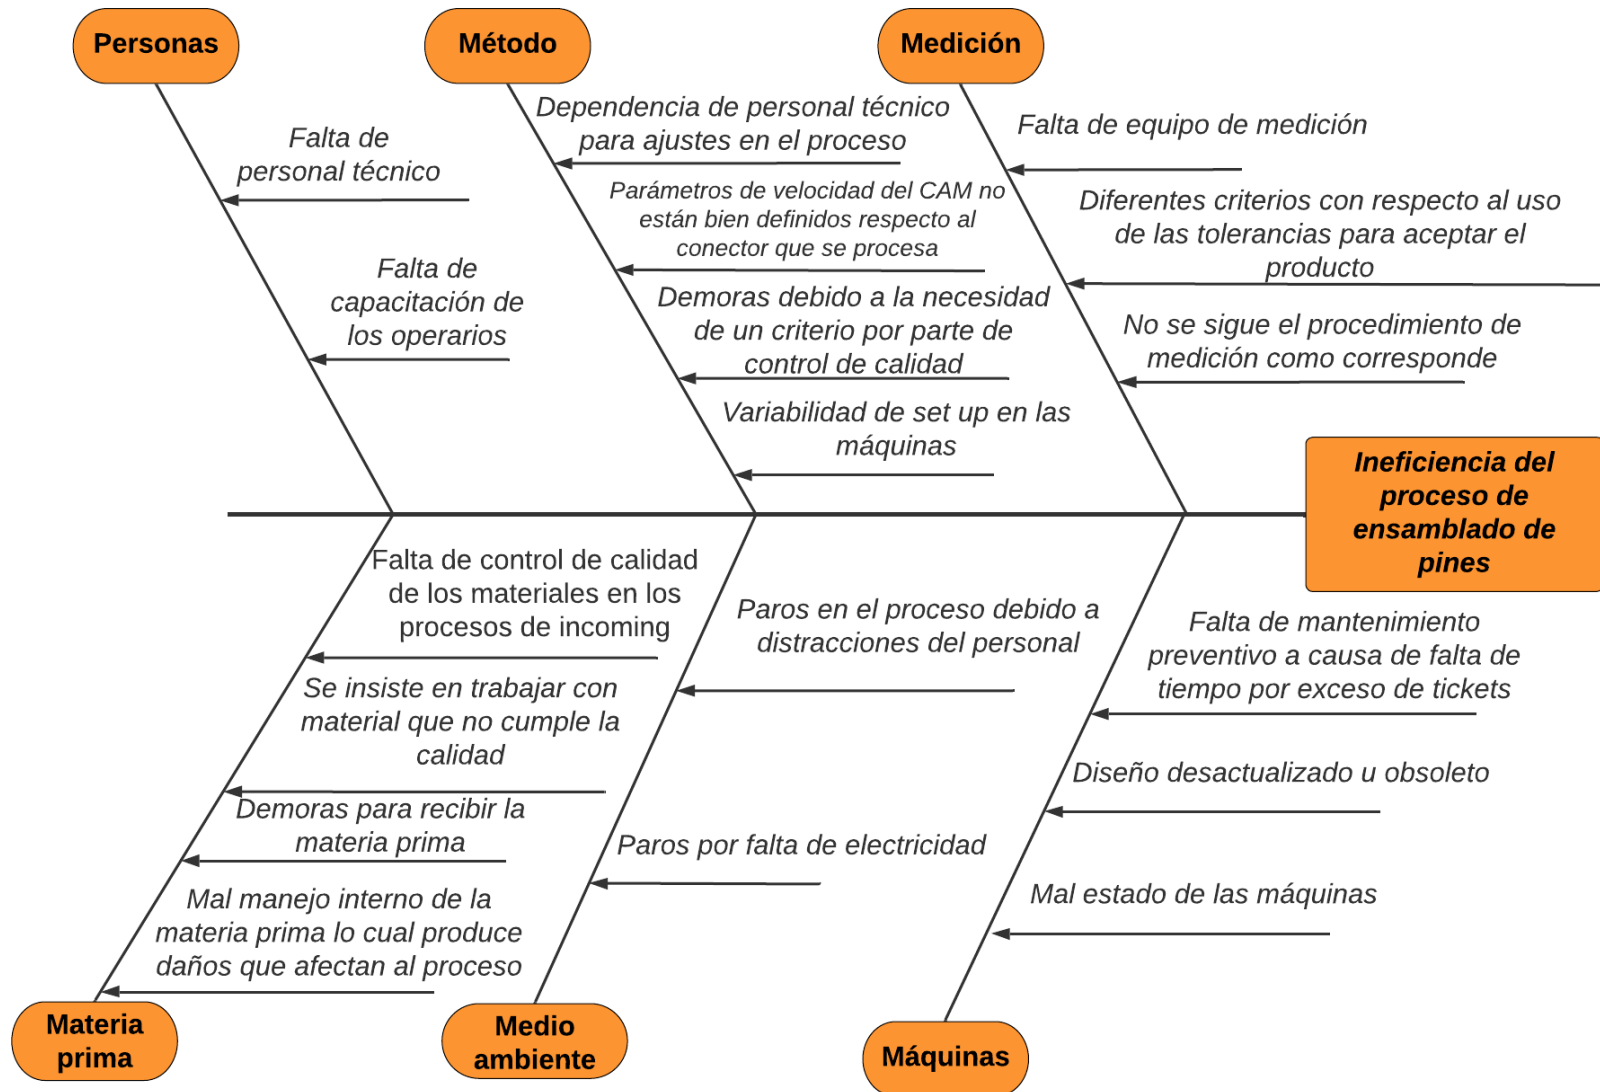 Personas
Método
Medición
Falta de
personal técnico
Falta de
capacitación de
los operarios
Dependencia de personal técnico
para ajustes en el proceso
Parámetros de velocidad del CAM no
están bien definidos respecto al
conector que se procesa
Demoras debido a la necesidad
de un criterio por parte de
control de calidad
Variabilidad de set up en las
máquinas
Falta de equipo de medición
Diferentes criterios con respecto al uso
de las tolerancias para aceptar el
producto
No se sigue el procedimiento de
medición como corresponde
Ineficiencia del
proceso de
ensamblado de
pines
Falta de control de calidad
de los materiales en los
procesos de incoming
Se insiste en trabajar con
material que no cumple la
calidad
Demoras para recibir la
materia prima
Mal manejo interno de la
materia prima lo cual produce
daños que afectan al proceso
Paros en el proceso debido a
distracciones del personal
Paros por falta de electricidad
Falta de mantenimiento
preventivo a causa de falta de
tiempo por exceso de tickets
Diseño desactualizado u obsoleto
Mal estado de las máquinas
Materia
prima
Medio
ambiente
Máquinas